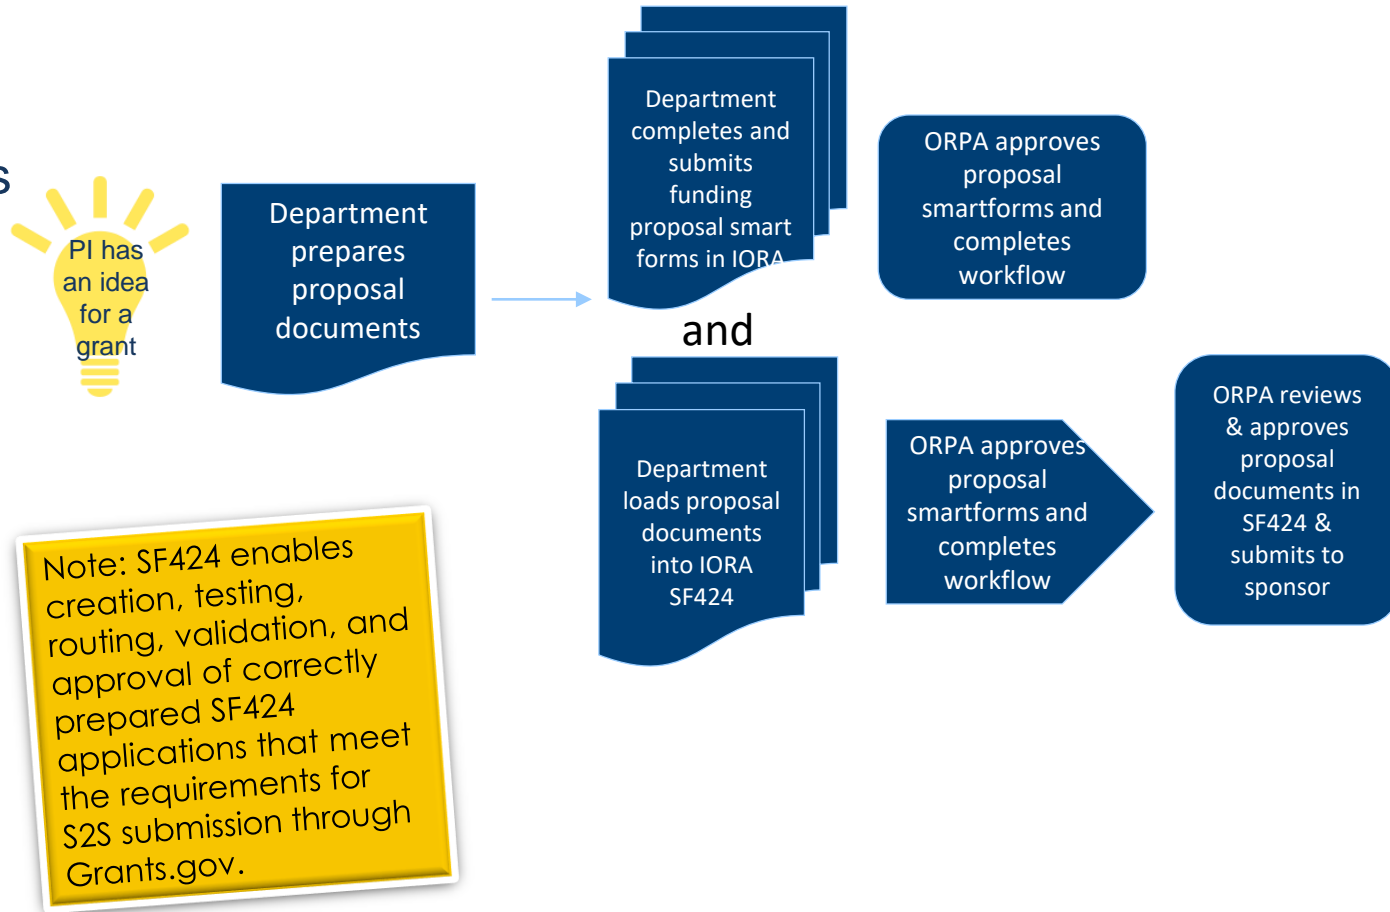 s
PI has
an idea
for a
grant
Department
prepares
proposal
documents
Department
completes and
submits
funding
proposal smart
forms in IORA
ORPA approves
proposal
smartforms and
completes
workflow
and
Department
loads proposal
documents
into IORA
SF424
ORPA approves
proposal
smartforms and
completes
workflow
ORPA reviews
& approves
proposal
documents in
SF424 &
submits to
sponsor
Note: SF424 enables
creation, testing,
routing, validation, and
approval of correctly
prepared SF424
applications that meet
the requirements for
S2S submission through
Grants.gov.